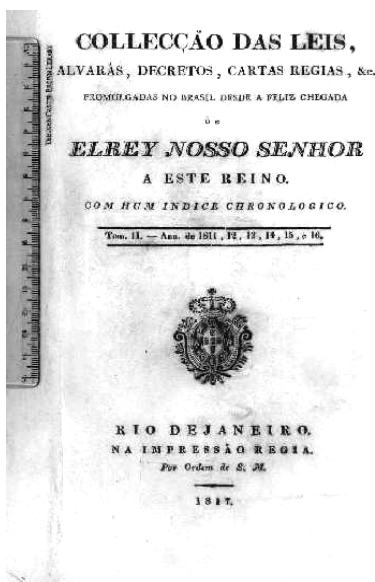 COLLECÇÃO DAS LEIS,
ALVARÁS, DECRETOS, CARTAS REGIAS, &c.
PROMULGADAS NO BRASIL DESDE A FELIZ CHEGADA
DE
ELREY NOSSO SENHOR
A ESTE REINO.
COM HUM INDICE CHRONOLOGICO.
Tom. II. — Ann. de 1811, 12, 13, 14, 15, e 16.
RIO DEJANEIRO.
NA IMPRESSÃO REGIA.
Por Ordem de S. M.
1817.